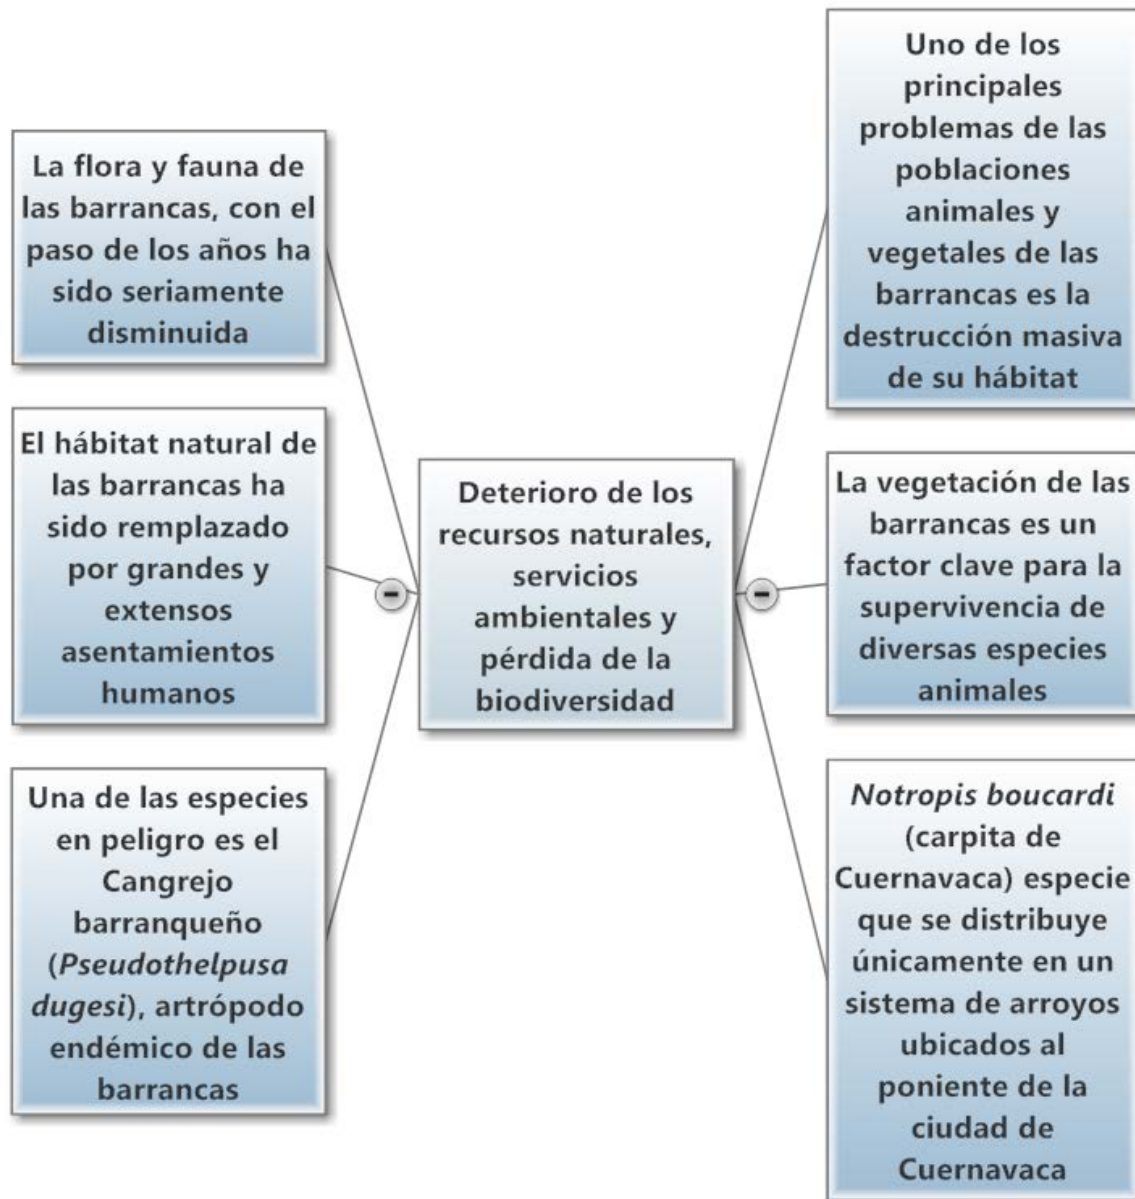 La flora y fauna de
las barrancas, con el
paso de los años ha
sido seriamente
disminuida
El hábitat natural de
las barrancas ha
sido remplazado
por grandes y
extensos
asentamientos
humanos
Una de las especies
en peligro es el
Cangrejo
barranqueño
(Pseudothelpusa
dugesi), artrópodo
endémico de las
barrancas
Deterioro de los
recursos naturales,
servicios
ambientales y
pérdida de la
biodiversidad
Uno de los
principales
problemas de las
poblaciones
animales y
vegetales de las
barrancas es la
destrucción masiva
de su hábitat
La vegetación de las
barrancas es un
factor clave para la
supervivencia de
diversas especies
animales
Notropis boucardi
(carpita de
Cuernavaca) especie
que se distribuye
únicamente en un
sistema de arroyos
ubicados al
poniente de la
ciudad de
Cuernavaca